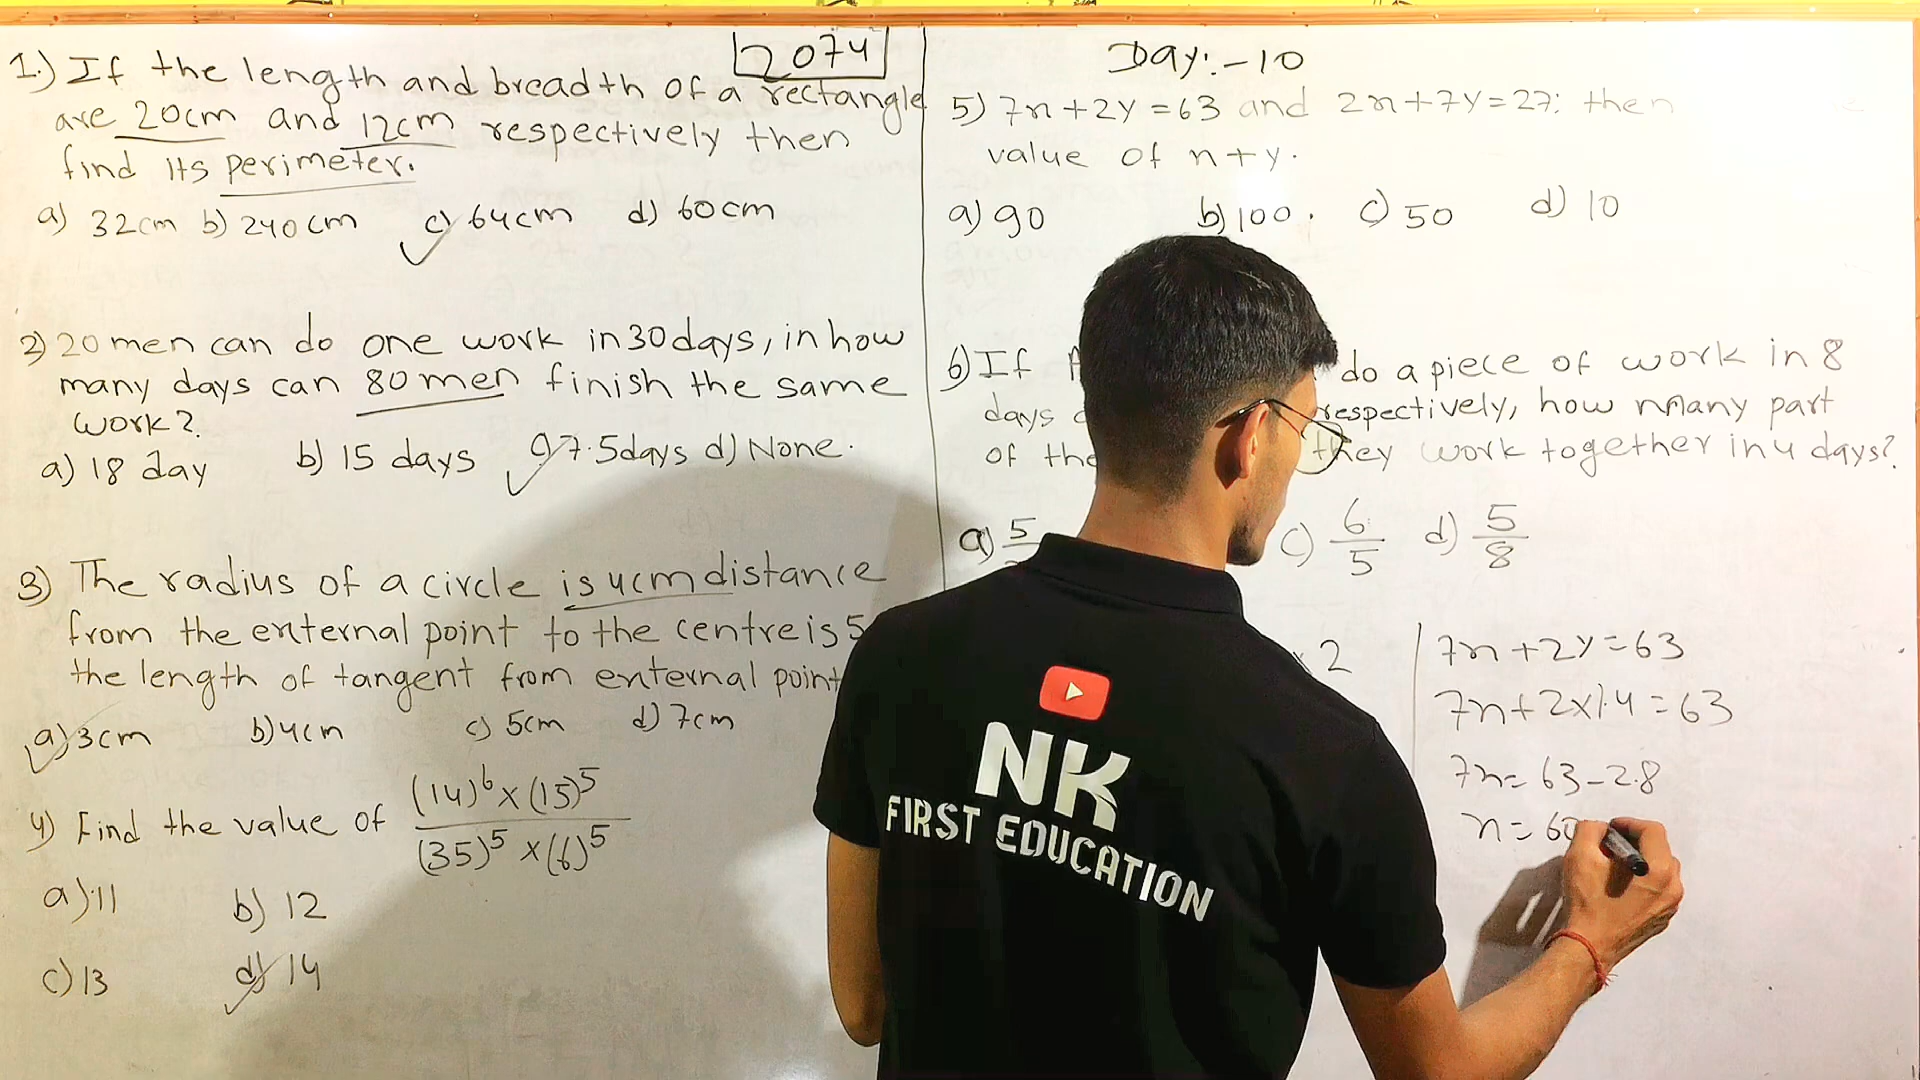 2074
1.) If the length and breadth of a rectangle
are 20cm and 12cm respectively then
find its perimeter.
a) 32cm b) 240cm c) 64cm d) 60cm
2) 20 men can do one work in 30 days, in how
many days can 80 men finish the same
work?
a) 18 day b) 15 days c) 7.5days d) None.
3) The radius of a circle is 4cm distance
from the external point to the centre is 5
the length of tangent from external point
a) 3cm b) 4cm c) 5cm d) 7cm
4) Find the value of (14)^6 x (15)^5 / (35)^5 x (6)^5
a) 11 b) 12
c) 13 d) 14
Day:-10
5) 7x+2y=63 and 2x+7y=27: then
value of x+y.
a) 90 b) 100. c) 50 d) 10
6) If do a piece of work in 8
days respectively, how many part
of the they work together in 4 days?
a) 5 c) 6/5 d) 5/8
x 2
7x+2y=63
7x+2x1.4=63
7x=63-2.8
x=60
NK
FIRST EDUCATION